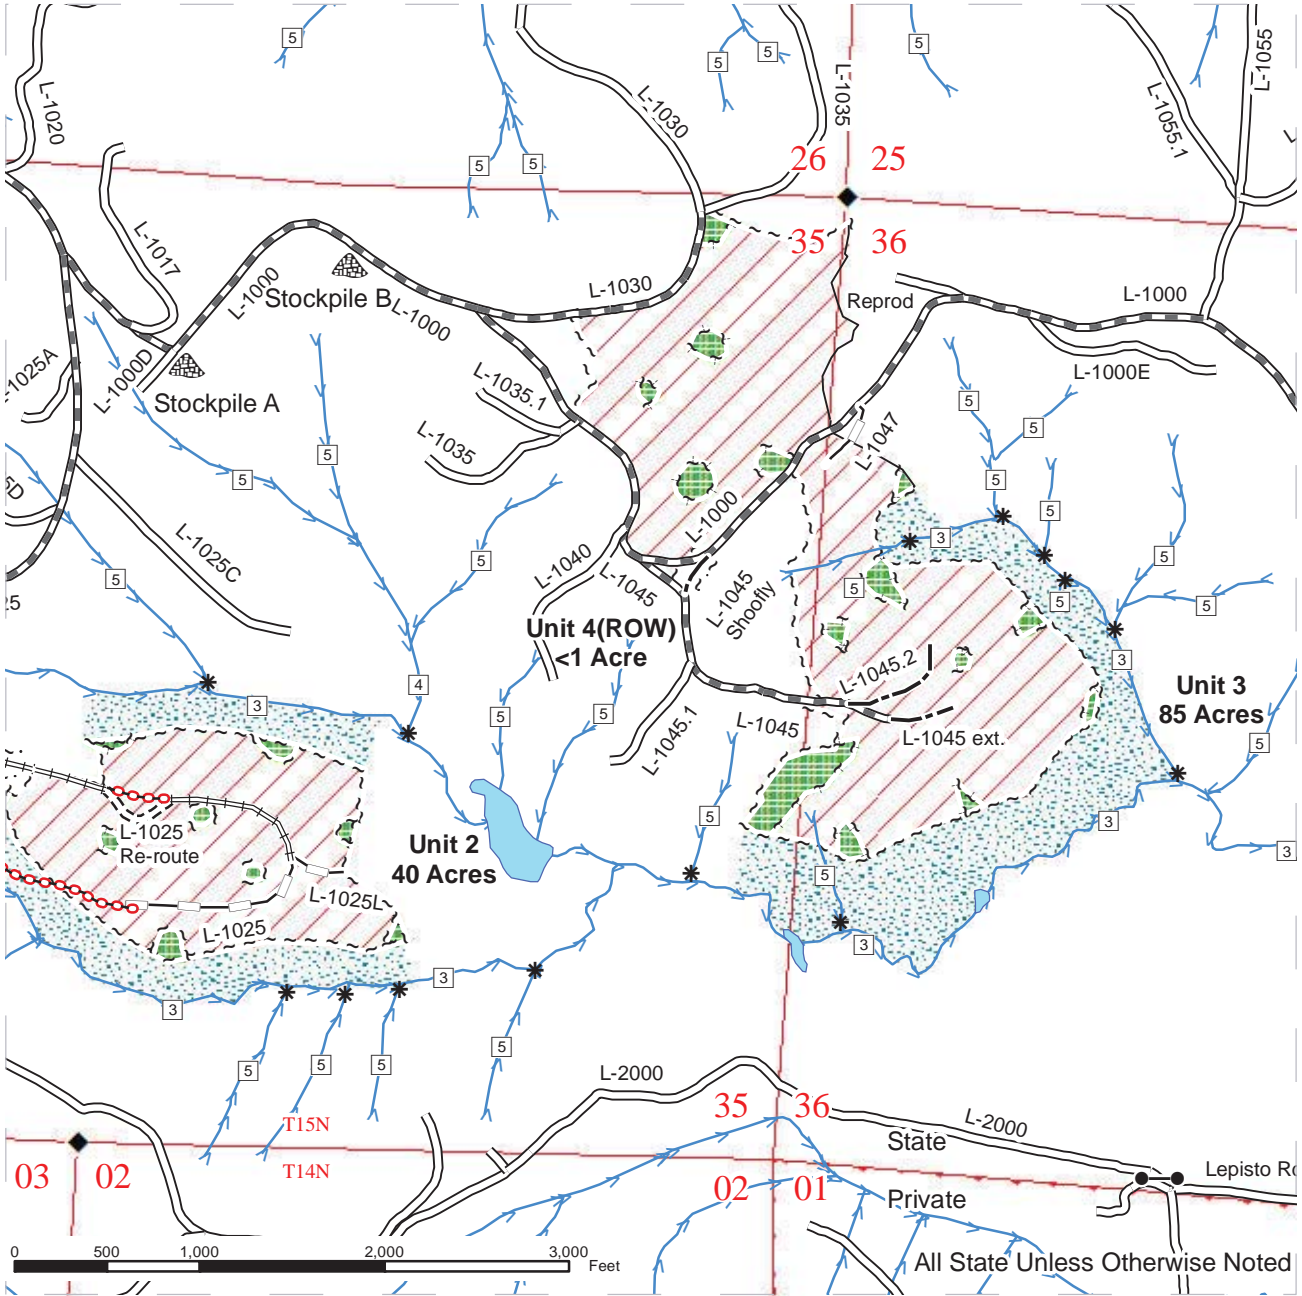 5
5
5
5
L-1020
L-1030
L-1035
L-1055.1
L-1055
26
25
5
5
35
36
L-1017
L-1000
Stockpile B
L-1000
L-1030
Reprod
L-1000
L-1000E
L-1025A
L-1000D
Stockpile A
L-1035.1
L-1035
L-1047
5
5
5
5
5
5D
5
L-1000
5
3
L-1025C
L-1040
L-1045
L-1045
Shoofly
5
5
5
5
5
25
Unit 4(ROW)
<1 Acre
4
3
3
L-1045.2
Unit 3
85 Acres
5
5
L-1045.1
L-1045
L-1045 ext.
5
L-1025
Re-route
Unit 2
40 Acres
5
3
3
L-1025L
L-1025
5
3
3
3
5
5
5
5
L-2000
35
36
T15N
T14N
State
L-2000
03
02
02
01
Private
0
500
1,000
2,000
3,000
Feet
All State Unless Otherwise Noted